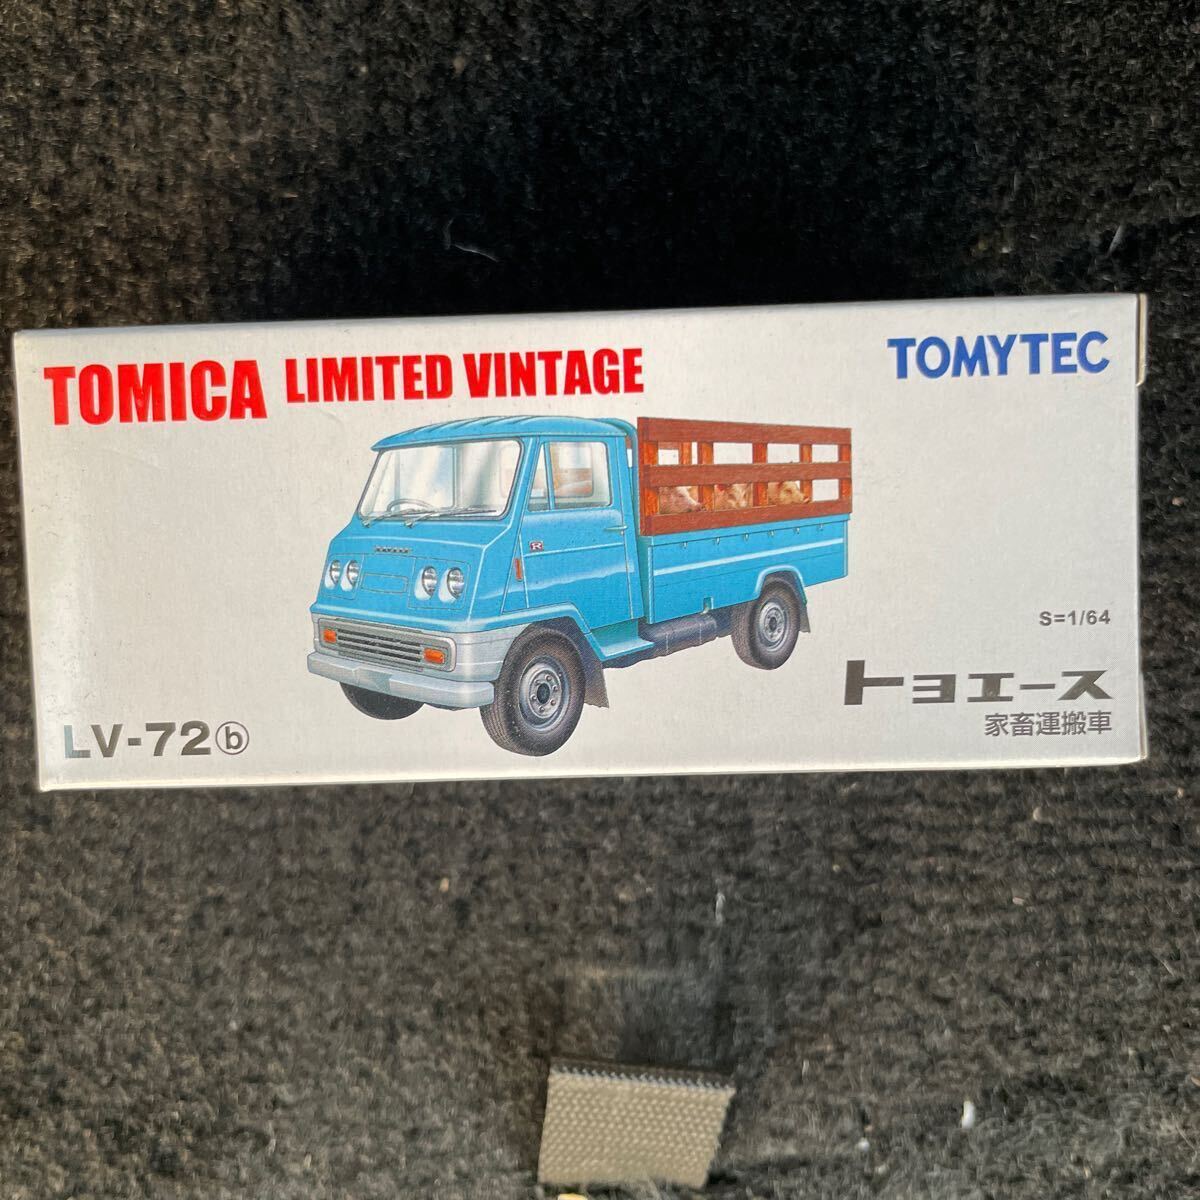 TOMICA LIMITED VINTAGE
TOMYTEC
R
S=1/64
トヨエース
家畜運搬車
LV-72ⓑ